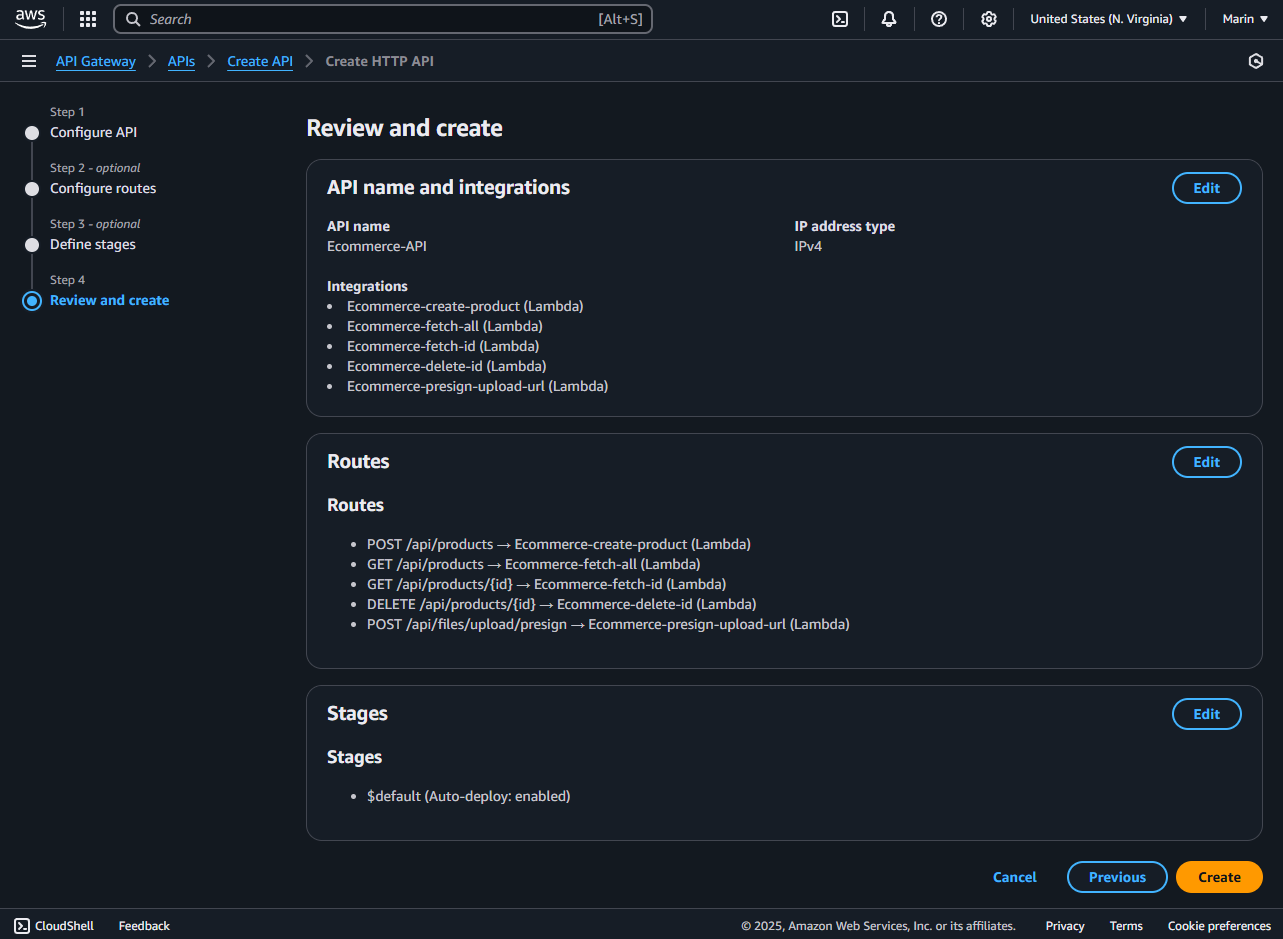 aws
Search [Alt+S]
United States (N. Virginia) ▼
Marin ▼
API Gateway > APIs > Create API > Create HTTP API
Step 1
Configure API
Step 2 - optional
Configure routes
Step 3 - optional
Define stages
Step 4
Review and create
Review and create
API name and integrations
Edit
API name
Ecommerce-API
IP address type
IPv4
Integrations
• Ecommerce-create-product (Lambda)
• Ecommerce-fetch-all (Lambda)
• Ecommerce-fetch-id (Lambda)
• Ecommerce-delete-id (Lambda)
• Ecommerce-presign-upload-url (Lambda)
Routes
Edit
Routes
• POST /api/products → Ecommerce-create-product (Lambda)
• GET /api/products → Ecommerce-fetch-all (Lambda)
• GET /api/products/{id} → Ecommerce-fetch-id (Lambda)
• DELETE /api/products/{id} → Ecommerce-delete-id (Lambda)
• POST /api/files/upload/presign → Ecommerce-presign-upload-url (Lambda)
Stages
Edit
Stages
• $default (Auto-deploy: enabled)
Cancel
Previous
Create
CloudShell
Feedback
© 2025, Amazon Web Services, Inc. or its affiliates.
Privacy
Terms
Cookie preferences